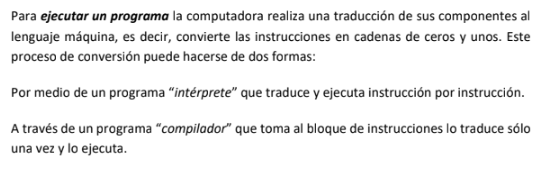 Para ejecutar un programa la computadora realiza una traducción de sus componentes al
lenguaje máquina, es decir, convierte las instrucciones en cadenas de ceros y unos. Este
proceso de conversión puede hacerse de dos formas:
Por medio de un programa “intérprete” que traduce y ejecuta instrucción por instrucción.
A través de un programa “compilador” que toma al bloque de instrucciones lo traduce sólo
una vez y lo ejecuta.